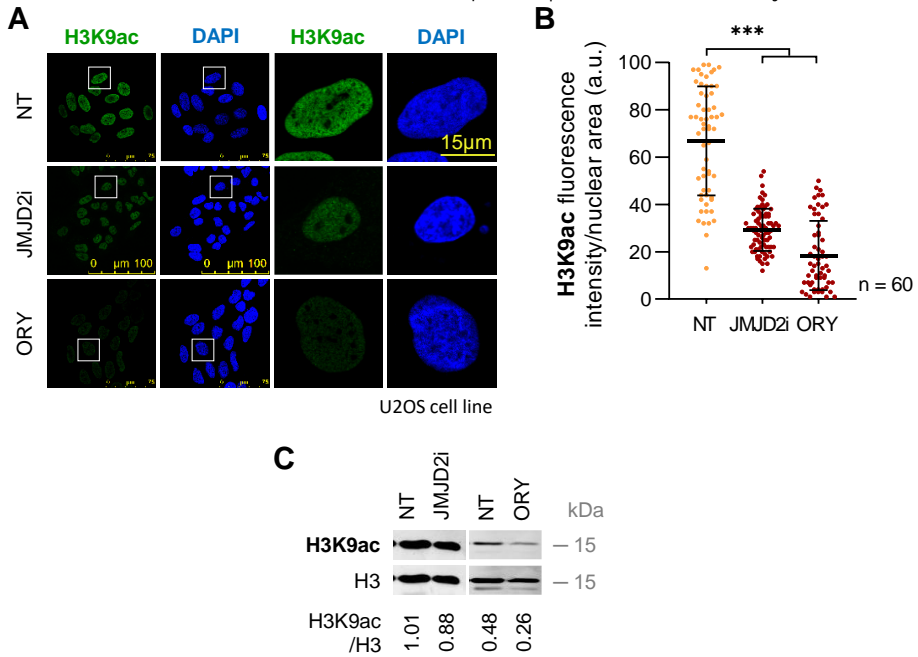 A
H3K9ac DAPI H3K9ac DAPI
NT
15µm
JMJD2i
0 µm 100
0 µm 100
ORY
U2OS cell line
B
***
H3K9ac fluorescence
intensity/nuclear area (a.u.)
100
80
60
40
20
0
NT JMJD2i ORY
n = 60
C
NT JMJD2i NT ORY kDa
H3K9ac — 15
H3 — 15
H3K9ac
/H3
1.01 0.88 0.48 0.26